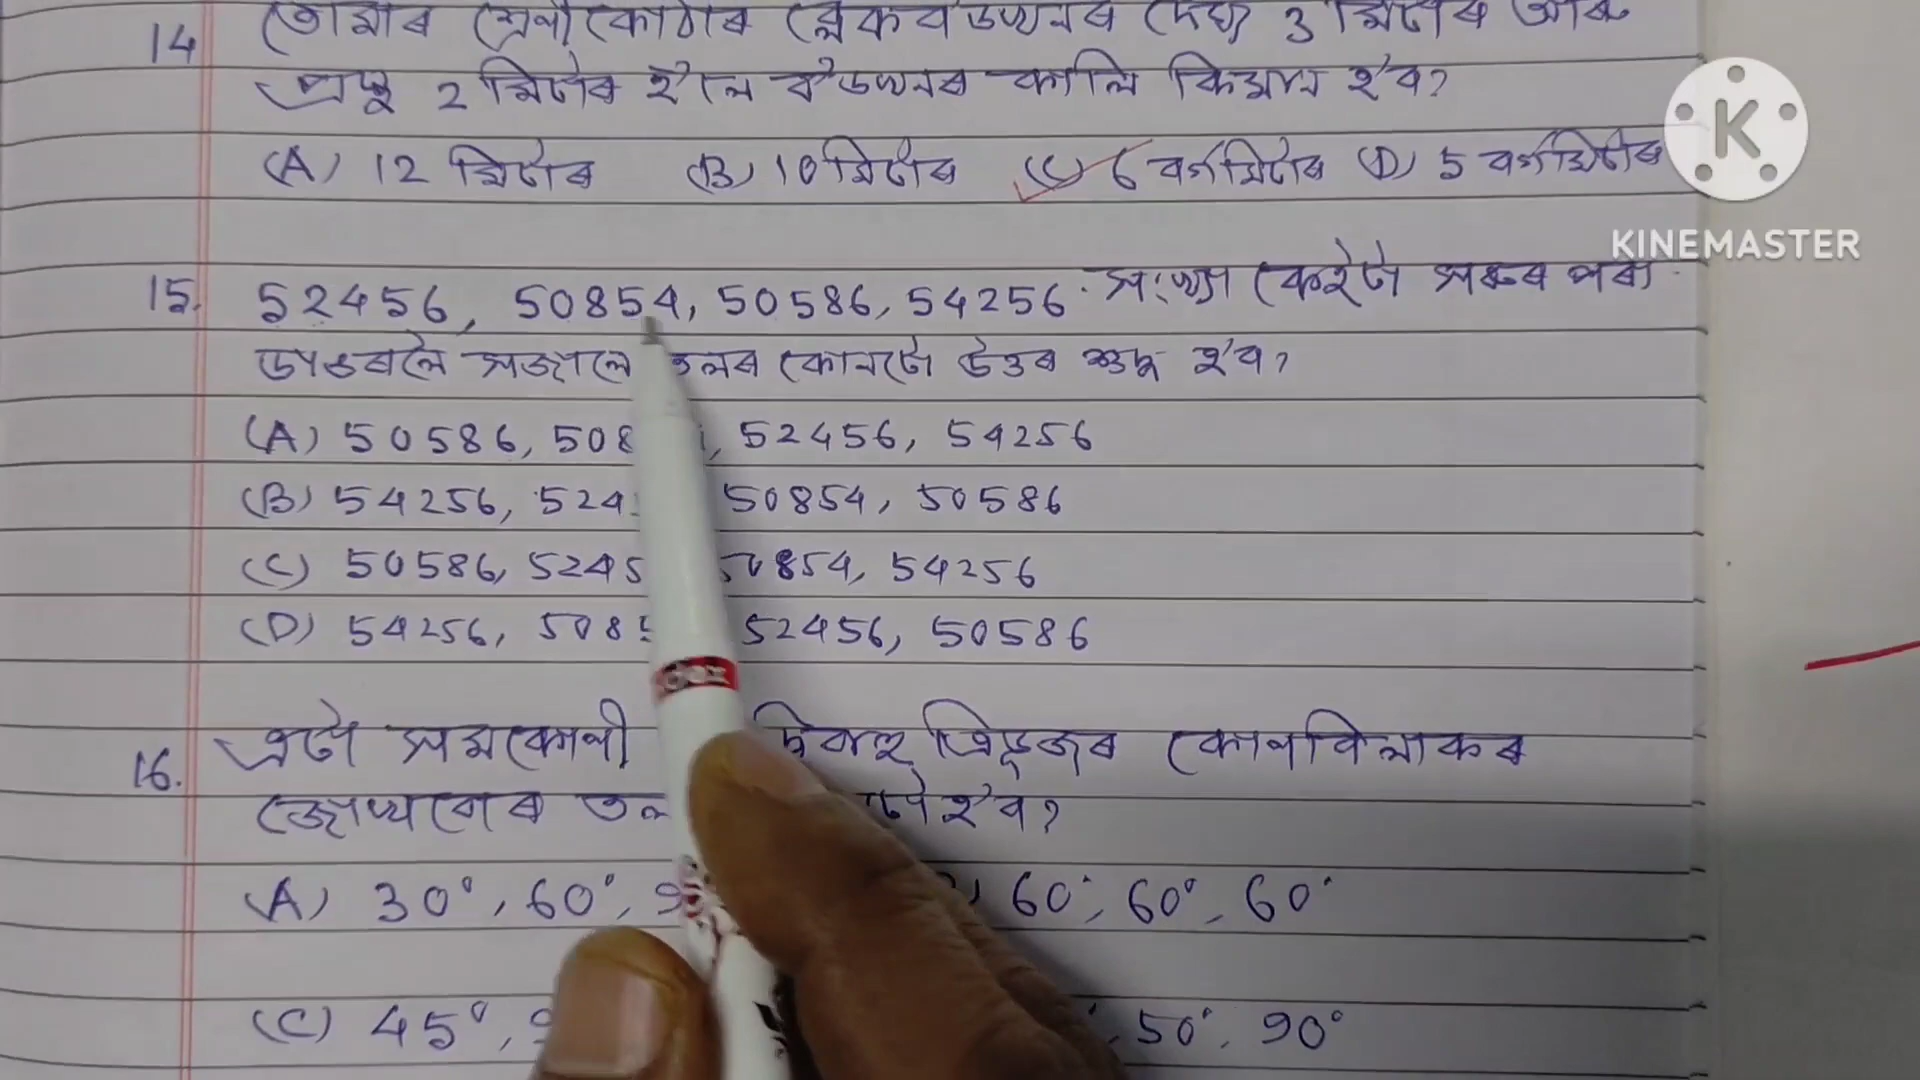 14 তোমাৰ শ্ৰেণীকোঠাৰ ব্লেকবৰ্ডখনৰ দৈৰ্ঘ্য 3 মিটাৰ আৰু
প্ৰস্থ 2 মিটাৰ হ'লে ব'ৰ্ডখনৰ কালি কিমান হ'ব?
(A) 12 মিটাৰ (B) 10 মিটাৰ (C) 6 বৰ্গমিটাৰ (D) 5 বৰ্গমিটাৰ
K
KINEMASTER
15. 52456, 50854, 50586, 54256. সংখ্যা কেইটা সৰুৰ পৰা
ডাঙৰলৈ সজালে তলৰ কোনটো উত্তৰ শুদ্ধ হ'ব?
(A) 50586, 508 , 52456, 54256
(B) 54256, 524 50854, 50586
(C) 50586, 5245 50854, 54256
(D) 54256, 5085 52456, 50586
16. এটা সমকোণী দ্বিবাহু ত্ৰিভুজৰ কোণবিলাকৰ
জোখবোৰ হ'ব?
(A) 30°, 60°, 9 60°, 60°, 60°
(C) 45°, 50°, 90°